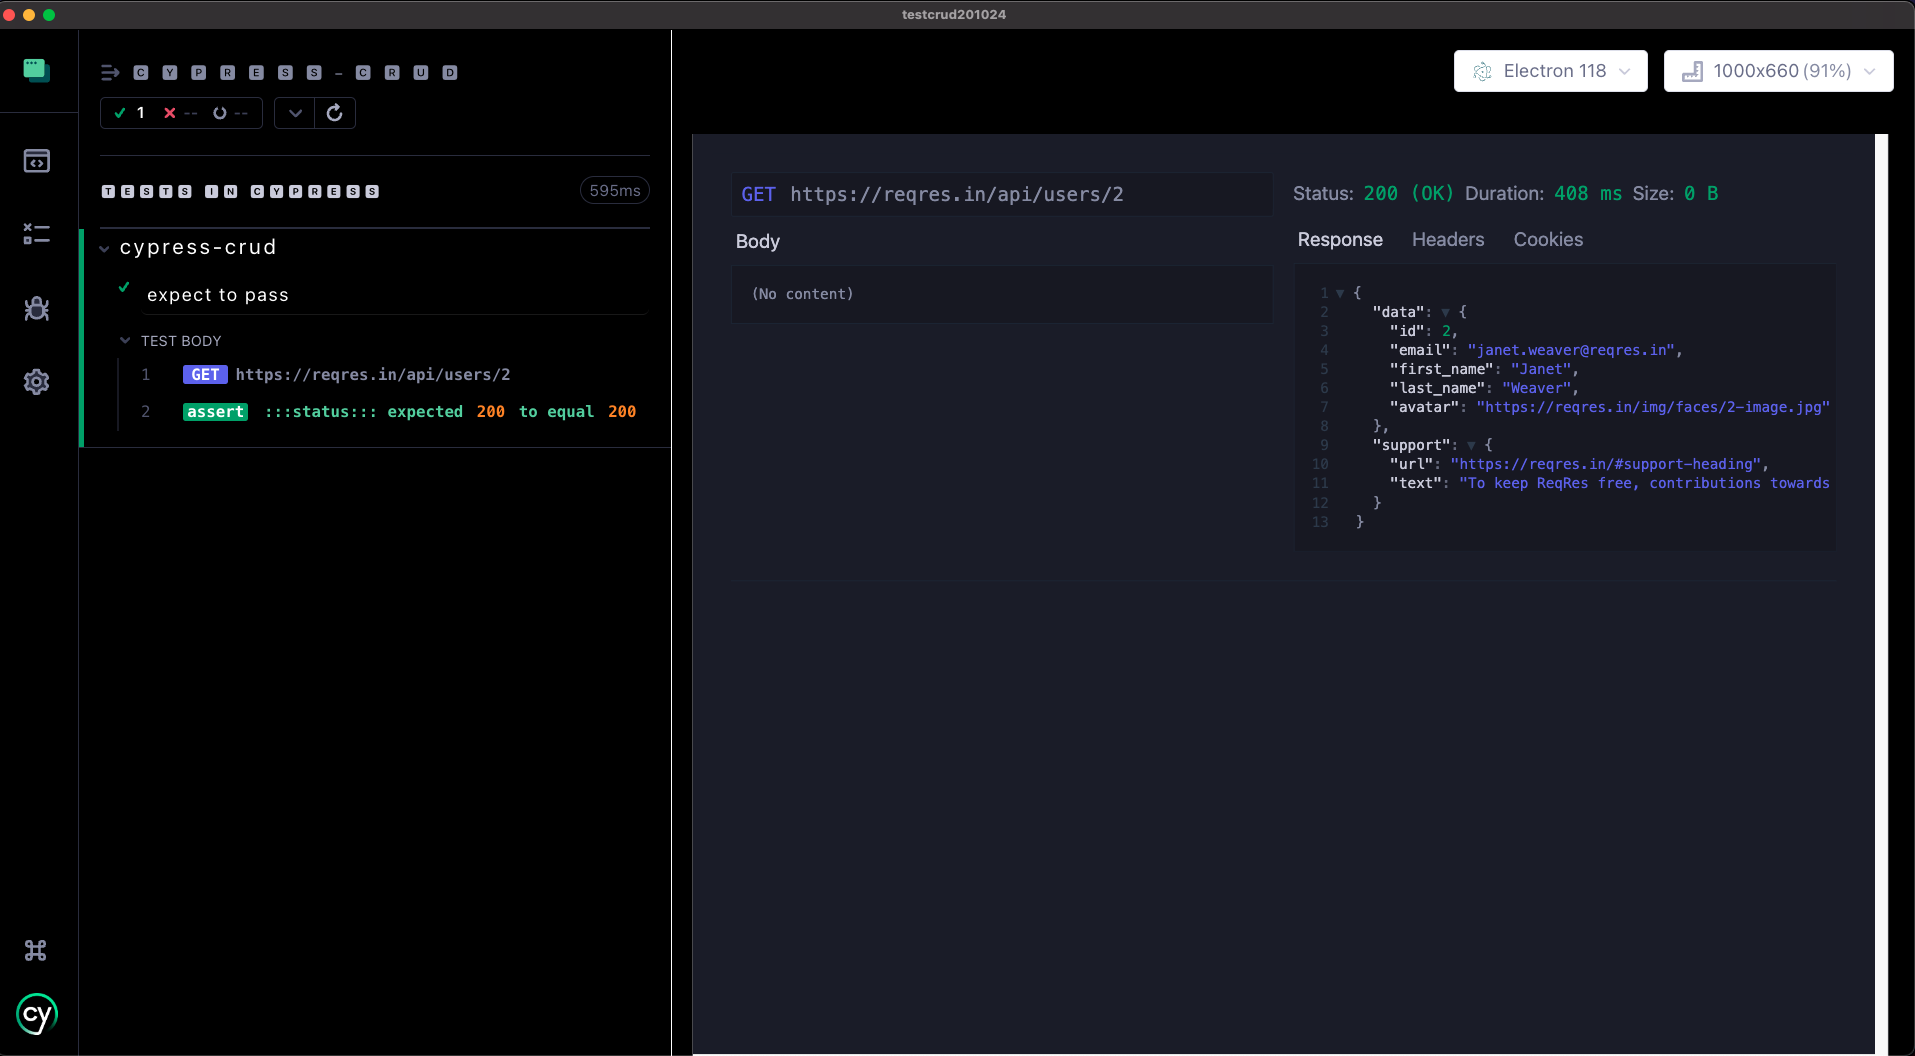 testcrud201024
CYPRESS-CRUD
1 -- --
TESTS IN CYPRESS 595ms
cypress-crud
expect to pass
TEST BODY
1 GET https://reqres.in/api/users/2
2 assert :::status::: expected 200 to equal 200
cy
Electron 118
1000x660 (91%)
GET https://reqres.in/api/users/2
Body
(No content)
Status: 200 (OK) Duration: 408 ms Size: 0 B
Response Headers Cookies
1 {
2 "data": {
3 "id": 2,
4 "email": "janet.weaver@reqres.in",
5 "first_name": "Janet",
6 "last_name": "Weaver",
7 "avatar": "https://reqres.in/img/faces/2-image.jpg"
8 },
9 "support": {
10 "url": "https://reqres.in/#support-heading",
11 "text": "To keep ReqRes free, contributions towards
12 }
13 }